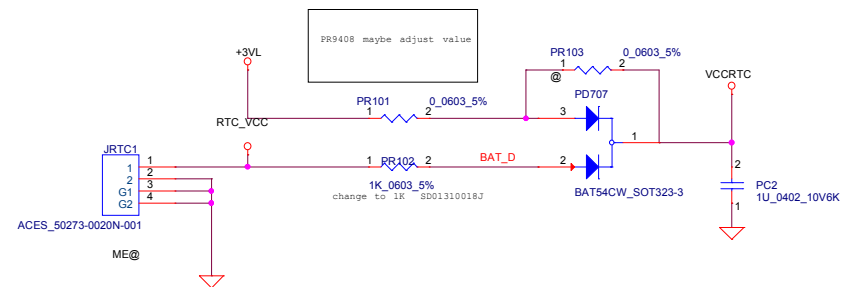 PR9408 maybe adjust value
+3VL
PR103
0_0603_5%
1
2
@
VCCRTC
PD707
PR101
0_0603_5%
1
2
3
1
RTC_VCC
JRTC1
1
2
3
4
1
2
G1
G2
1
PR102
2
BAT_D
2
1K_0603_5%
BAT54CW_SOT323-3
change to 1K SD01310018J
2
PC2
1U_0402_10V6K
1
ACES_50273-0020N-001
ME@